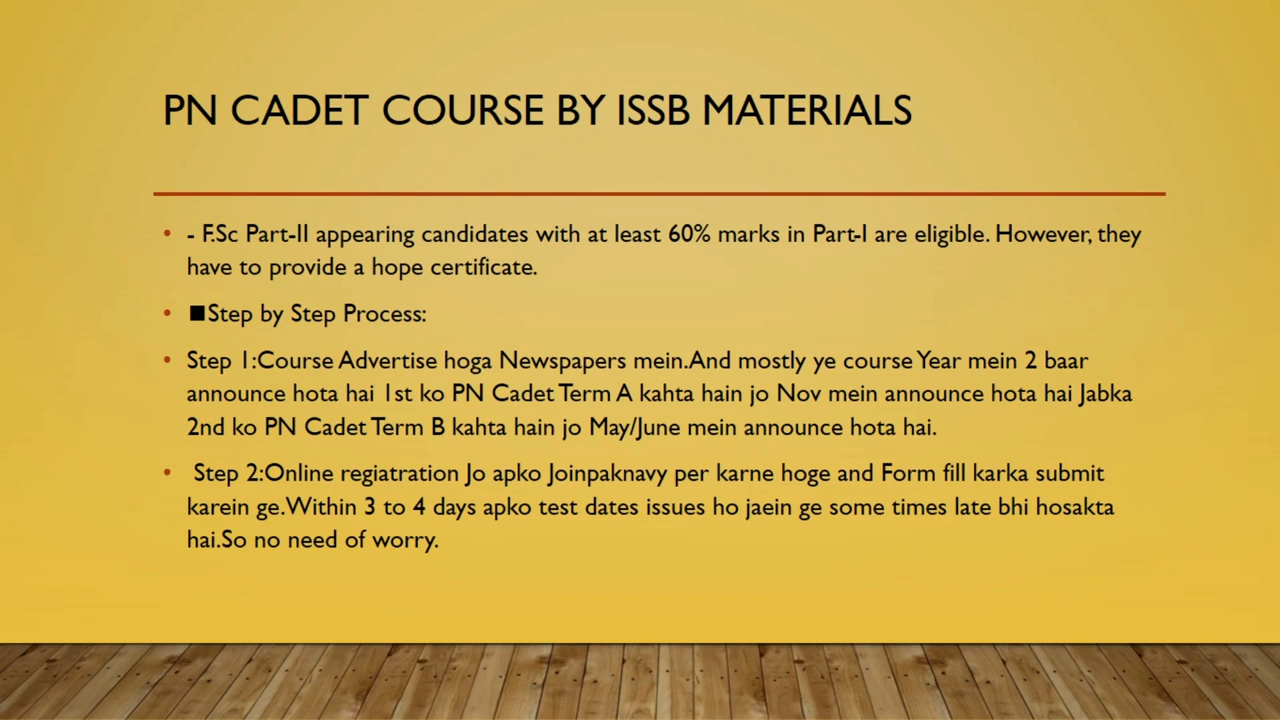 PN CADET COURSE BY ISSB MATERIALS
• - F.Sc Part-II appearing candidates with at least 60% marks in Part-I are eligible. However, they
have to provide a hope certificate.
• ■Step by Step Process:
• Step 1:Course Advertise hoga Newspapers mein.And mostly ye course Year mein 2 baar
announce hota hai 1st ko PN Cadet Term A kahta hain jo Nov mein announce hota hai Jabka
2nd ko PN Cadet Term B kahta hain jo May/June mein announce hota hai.
• Step 2:Online regiatration Jo apko Joinpaknavy per karne hoge and Form fill karka submit
karein ge.Within 3 to 4 days apko test dates issues ho jaein ge some times late bhi hosakta
hai.So no need of worry.